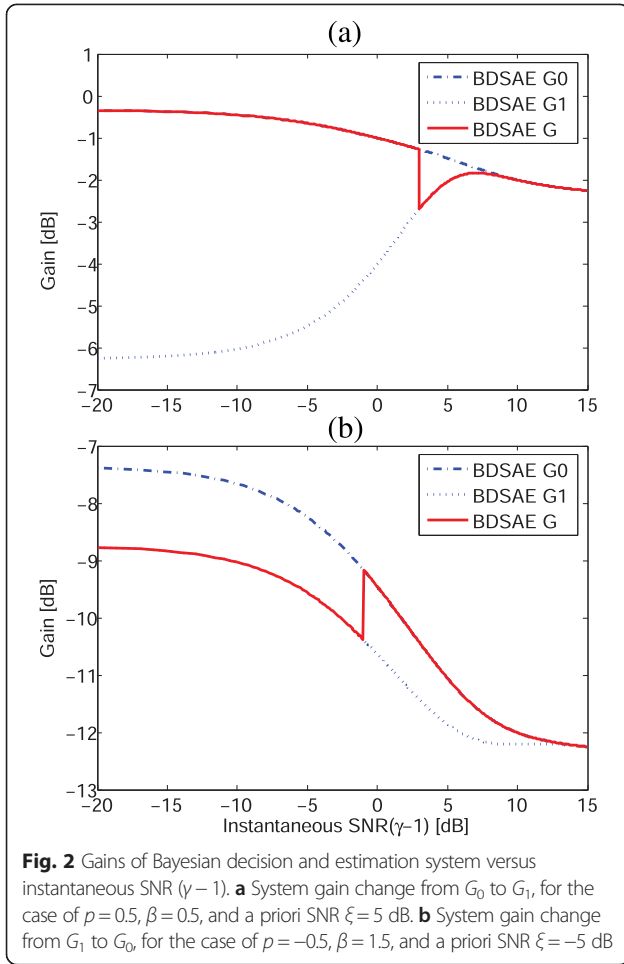 (a)
1
0
−1
−2
−3
−4
−5
−6
−7
Gain [dB]
BDSAE G0
BDSAE G1
BDSAE G
−20 −15 −10 −5 0 5 10 15
(b)
−7
−8
−9
−10
−11
−12
−13
Gain [dB]
BDSAE G0
BDSAE G1
BDSAE G
−20 −15 −10 −5 0 5 10 15
Instantaneous SNR(γ−1) [dB]
Fig. 2 Gains of Bayesian decision and estimation system versus
instantaneous SNR (γ − 1). a System gain change from G₀ to G₁, for the
case of p = 0.5, β = 0.5, and a priori SNR ξ = 5 dB. b System gain change
from G₁ to G₀, for the case of p = −0.5, β = 1.5, and a priori SNR ξ = −5 dB